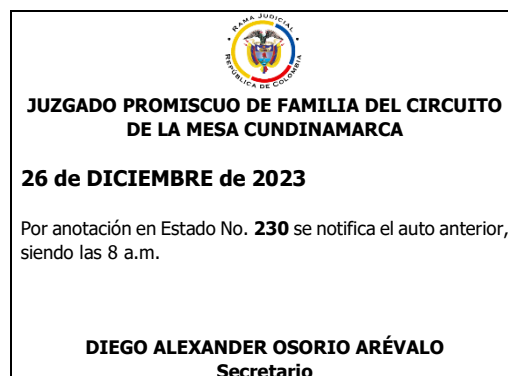 RAMA JUDICIAL
REPÚBLICA DE COLOMBIA
JUZGADO PROMISCUO DE FAMILIA DEL CIRCUITO
DE LA MESA CUNDINAMARCA
26 de DICIEMBRE de 2023
Por anotación en Estado No. 230 se notifica el auto anterior,
siendo las 8 a.m.
DIEGO ALEXANDER OSORIO ARÉVALO
Secretario